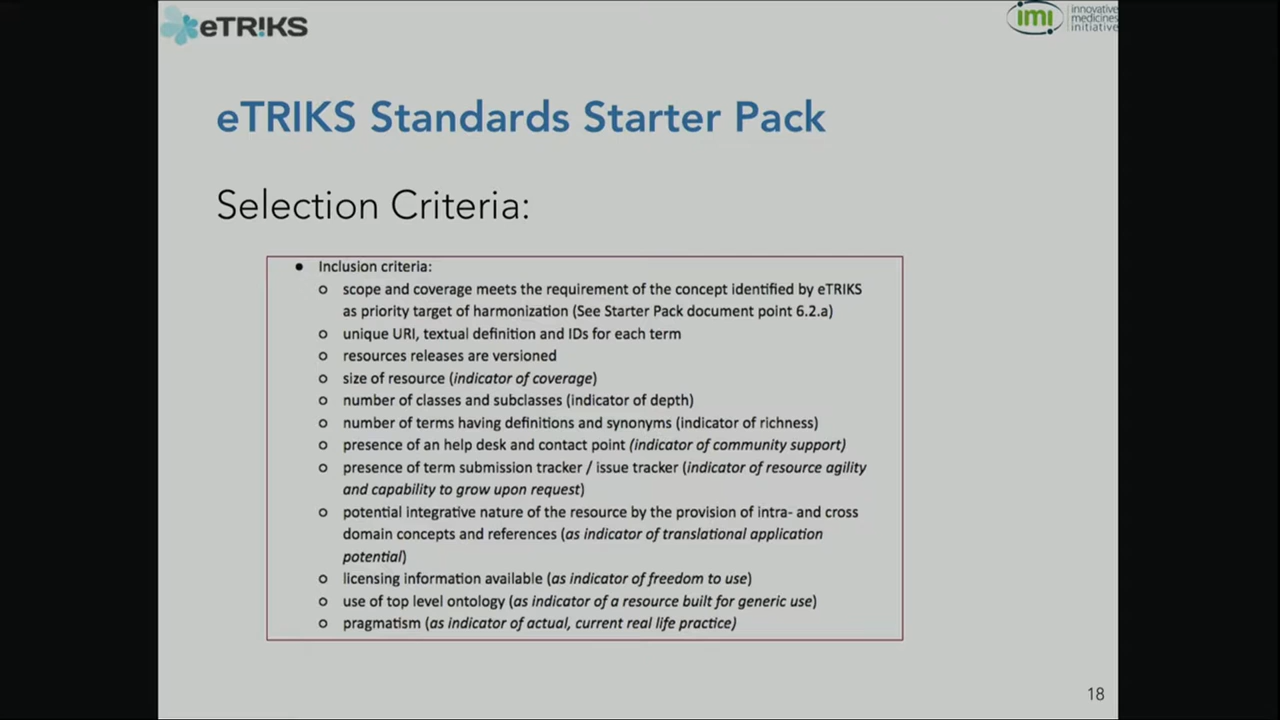 eTRIKS
imi innovative
medicines
initiative
eTRIKS Standards Starter Pack
Selection Criteria:
● Inclusion criteria:
o scope and coverage meets the requirement of the concept identified by eTRIKS
as priority target of harmonization (See Starter Pack document point 6.2.a)
o unique URI, textual definition and IDs for each term
o resources releases are versioned
o size of resource (indicator of coverage)
o number of classes and subclasses (indicator of depth)
o number of terms having definitions and synonyms (indicator of richness)
o presence of an help desk and contact point (indicator of community support)
o presence of term submission tracker / issue tracker (indicator of resource agility
and capability to grow upon request)
o potential integrative nature of the resource by the provision of intra- and cross
domain concepts and references (as indicator of translational application
potential)
o licensing information available (as indicator of freedom to use)
o use of top level ontology (as indicator of a resource built for generic use)
o pragmatism (as indicator of actual, current real life practice)
18